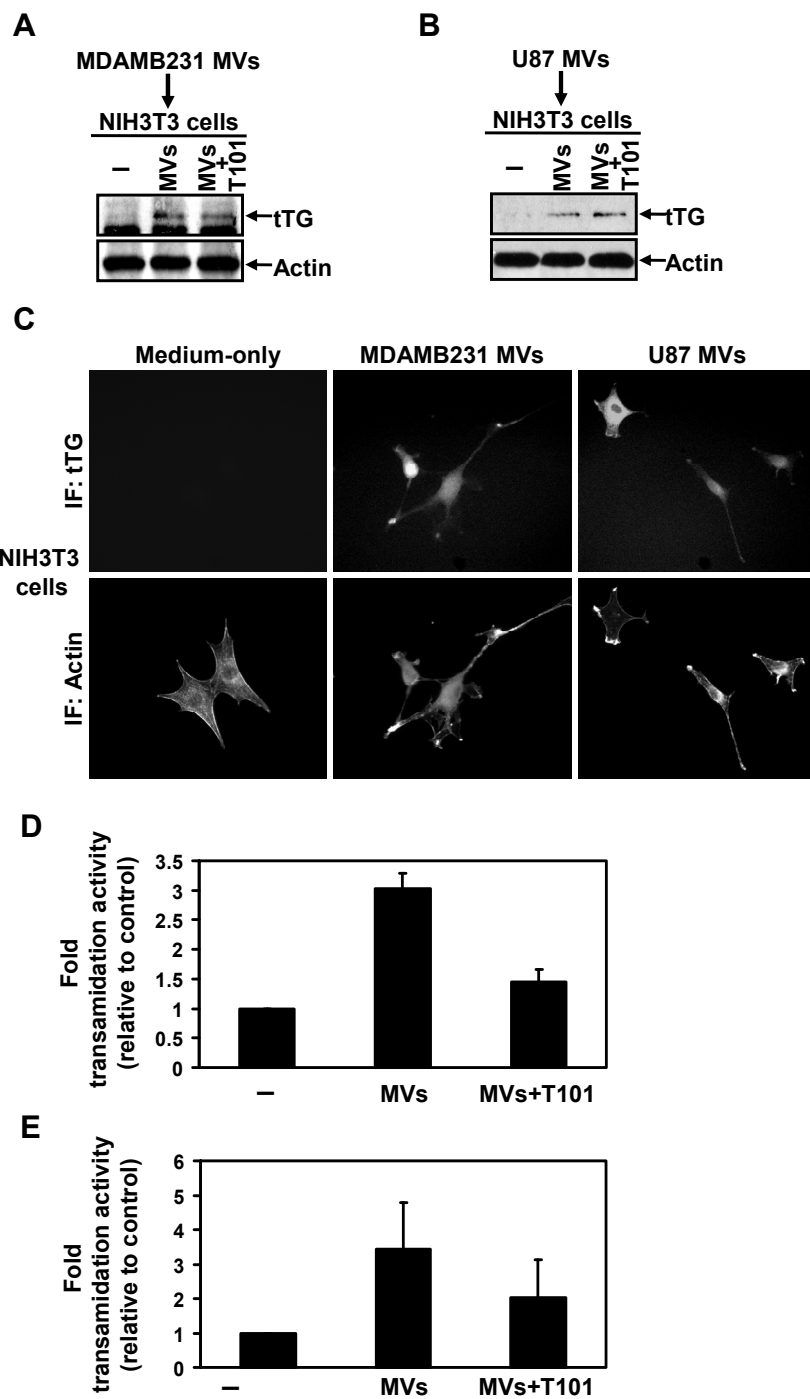 A
MDAMB231 MVs
NIH3T3 cells
–
MVs
MVs
+
T101
tTG
Actin
B
U87 MVs
NIH3T3 cells
–
MVs
MVs
+
T101
tTG
Actin
C
Medium-only
MDAMB231 MVs
U87 MVs
IF: tTG
NIH3T3
cells
IF: Actin
D
Fold
transamidation activity
(relative to control)
3.5
3
2.5
2
1.5
1
0.5
0
–
MVs
MVs+T101
E
Fold
transamidation activity
(relative to control)
6
5
4
3
2
1
0
–
MVs
MVs+T101